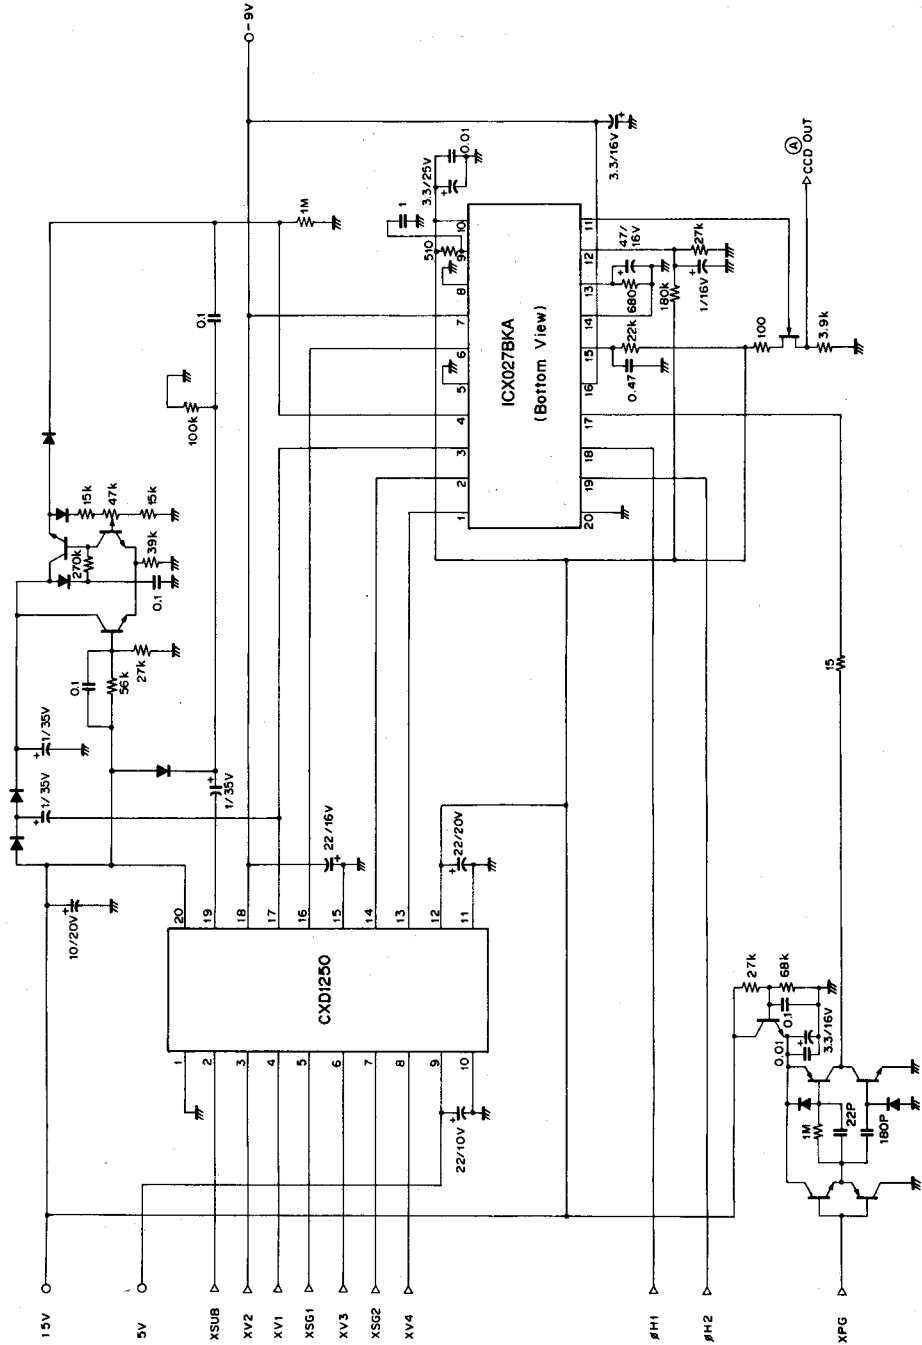 -9V
15V
5V
XSUB
XV2
XV1
XSG1
XV3
XSG2
XV4
øH1
øH2
XPG
10/20V
1/35V
1/35V
0.1
56k
27k
0.1
270k
39k
15k
47k
15k
100k
0.1
1M
1/35V
22/16V
22/20V
22/10V
CXD1250
1
2
3
4
5
6
7
8
9
10
20
19
18
17
16
15
14
13
12
11
ICX027BKA
(Bottom View)
1
2
3
4
5
6
7
8
9
10
20
19
18
17
16
15
14
13
12
11
510
1
3.3/25V
0.01
3.3/16V
0.47
22k
680
47/
16V
180k
1/16V
27k
100
3.9k
A
CCD OUT
15
27k
68k
0.1
0.01
3.3/16V
1M
22P
180P